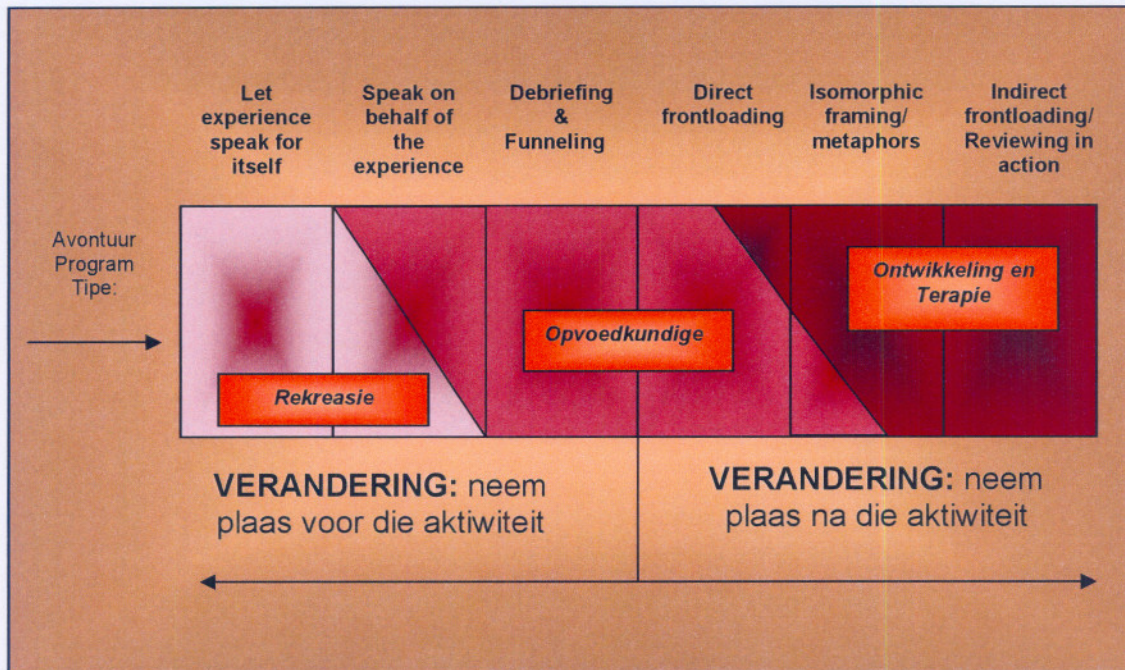 Let
experience
speak for
itself
Speak on
behalf of
the
experience
Debriefing
&
Funneling
Direct
frontloading
Isomorphic
framing/
metaphors
Indirect
frontloading/
Reviewing in
action
Avontuur
Program
Tipe:
Rekreasie
Opvoedkundige
Ontwikkeling en
Terapie
VERANDERING: neem
plaas voor die aktiwiteit
VERANDERING: neem
plaas na die aktiwiteit